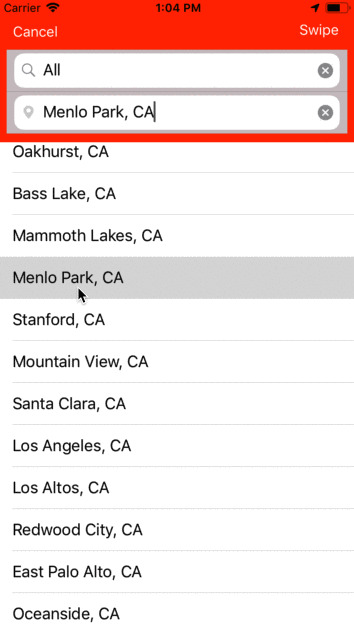 Carrier 1:04 PM
Cancel Swipe
All
Menlo Park, CA
Oakhurst, CA
Bass Lake, CA
Mammoth Lakes, CA
Menlo Park, CA
Stanford, CA
Mountain View, CA
Santa Clara, CA
Los Angeles, CA
Los Altos, CA
Redwood City, CA
East Palo Alto, CA
Oceanside, CA